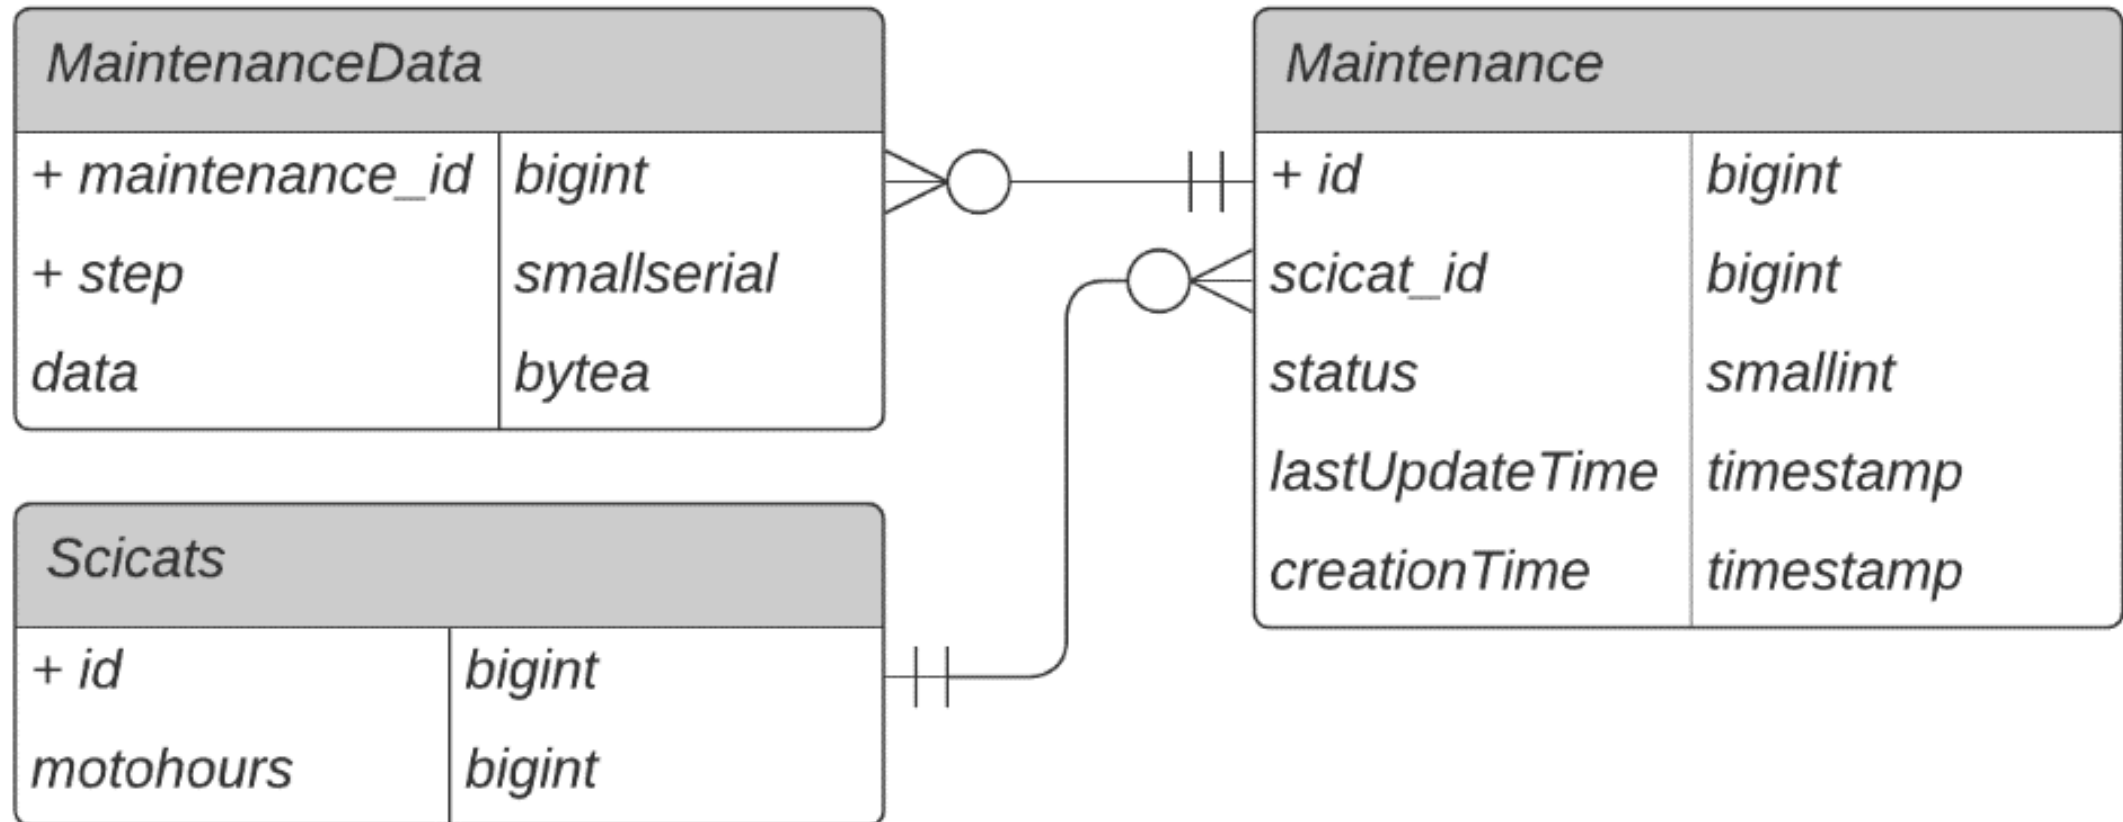 MaintenanceData
+ maintenance_id bigint
+ step smallserial
data bytea
Maintenance
+ id bigint
scicat_id bigint
status smallint
lastUpdateTime timestamp
creationTime timestamp
Scicats
+ id bigint
motohours bigint